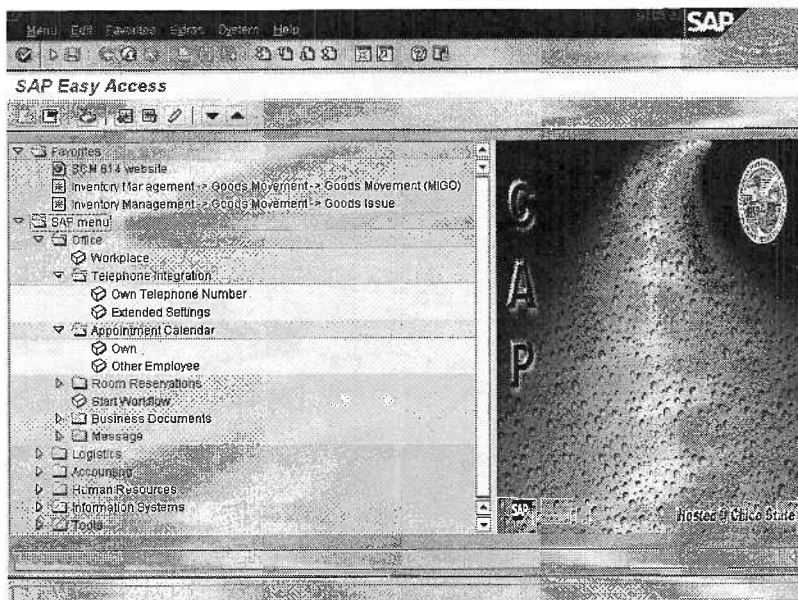 Menu Edit Favorites Extras System Help
SAP
SAP Easy Access
Favorites
SCM 614 website
Inventory Management -> Goods Movement -> Goods Movement (MIGO)
Inventory Management -> Goods Movement -> Goods Issue
SAP menu
Office
Workplace
Telephone Integration
Own Telephone Number
Extended Settings
Appointment Calendar
Own
Other Employee
Room Reservations
Start Workflow
Business Documents
Message
Logistics
Accounting
Human Resources
Information Systems
Tools
C
A
P
SAP
Hosted @ Chico State